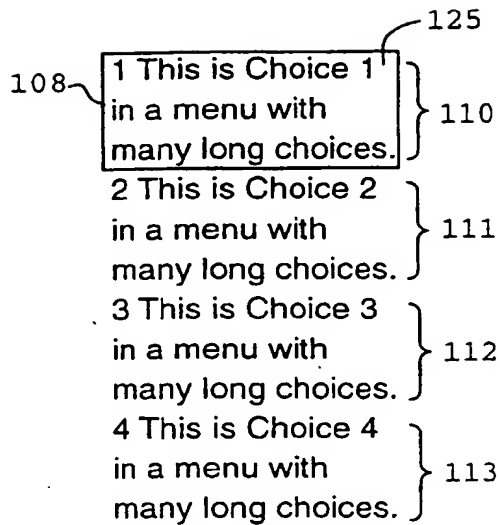 125
108
1 This is Choice 1
in a menu with
many long choices.
110
2 This is Choice 2
in a menu with
many long choices.
111
3 This is Choice 3
in a menu with
many long choices.
112
4 This is Choice 4
in a menu with
many long choices.
113